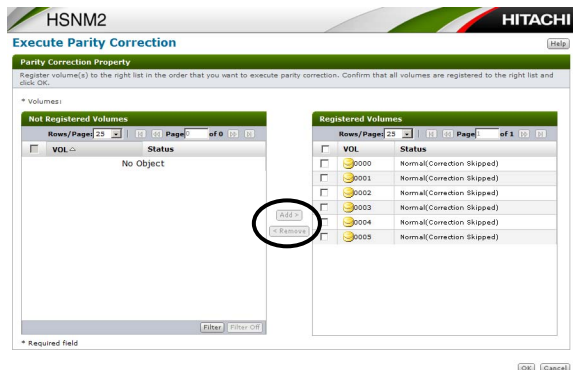 HSNM2
HITACHI
Execute Parity Correction
Help
Parity Correction Property
Register volume(s) to the right list in the order that you want to execute parity correction. Confirm that all volumes are registered to the right list and
click OK.
* Volumes:
Not Registered Volumes
Rows/Page: 25 Page 0 of 0
VOL Status
No Object
Filter Filter Off
Add >
< Remove
Registered Volumes
Rows/Page: 25 Page 1 of 1
VOL Status
0000 Normal(Correction Skipped)
0001 Normal(Correction Skipped)
0002 Normal(Correction Skipped)
0003 Normal(Correction Skipped)
0004 Normal(Correction Skipped)
0005 Normal(Correction Skipped)
* Required field
OK Cancel